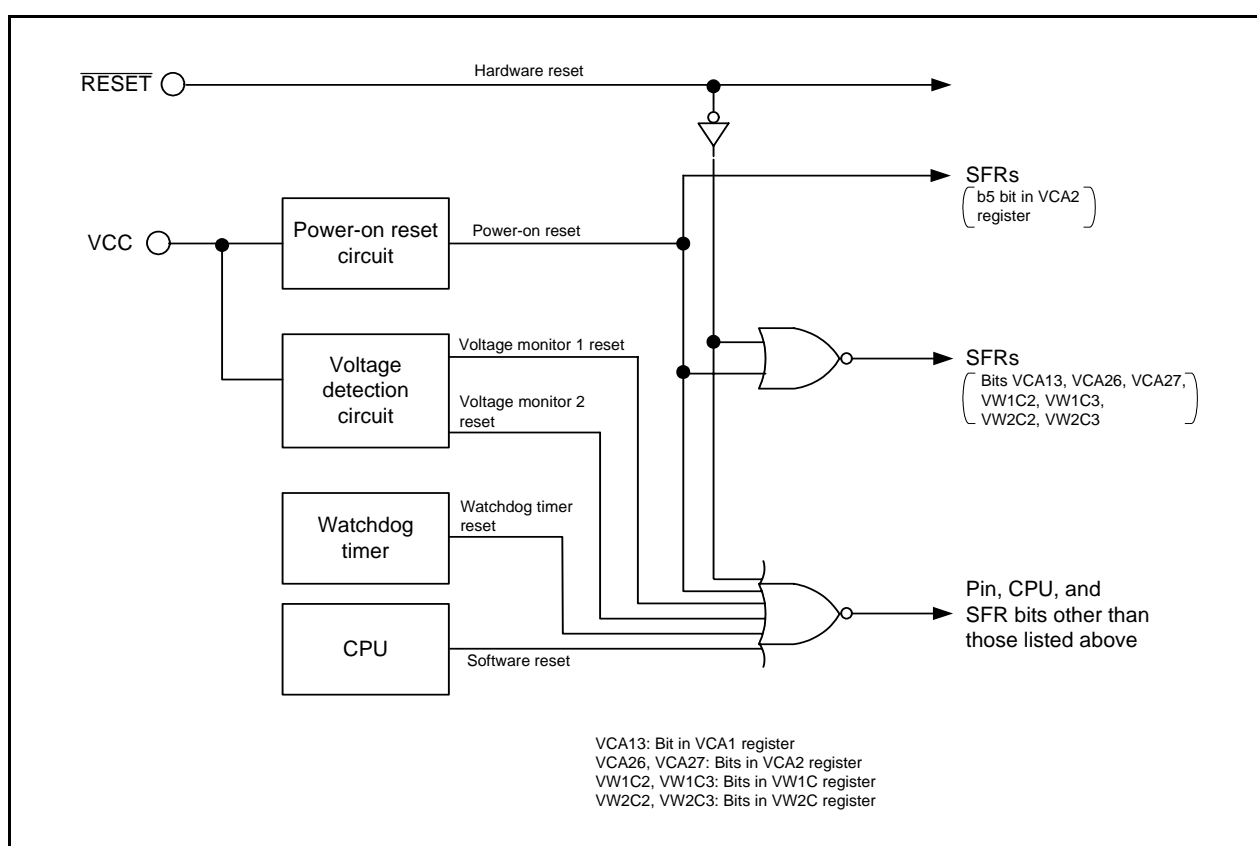 RESET
Hardware reset
SFRs
b5 bit in VCA2
register
VCC
Power-on reset
circuit
Power-on reset
Voltage
detection
circuit
Voltage monitor 1 reset
Voltage monitor 2
reset
SFRs
Bits VCA13, VCA26, VCA27,
VW1C2, VW1C3,
VW2C2, VW2C3
Watchdog
timer
Watchdog timer
reset
CPU
Software reset
Pin, CPU, and
SFR bits other than
those listed above
VCA13: Bit in VCA1 register
VCA26, VCA27: Bits in VCA2 register
VW1C2, VW1C3: Bits in VW1C register
VW2C2, VW2C3: Bits in VW2C register